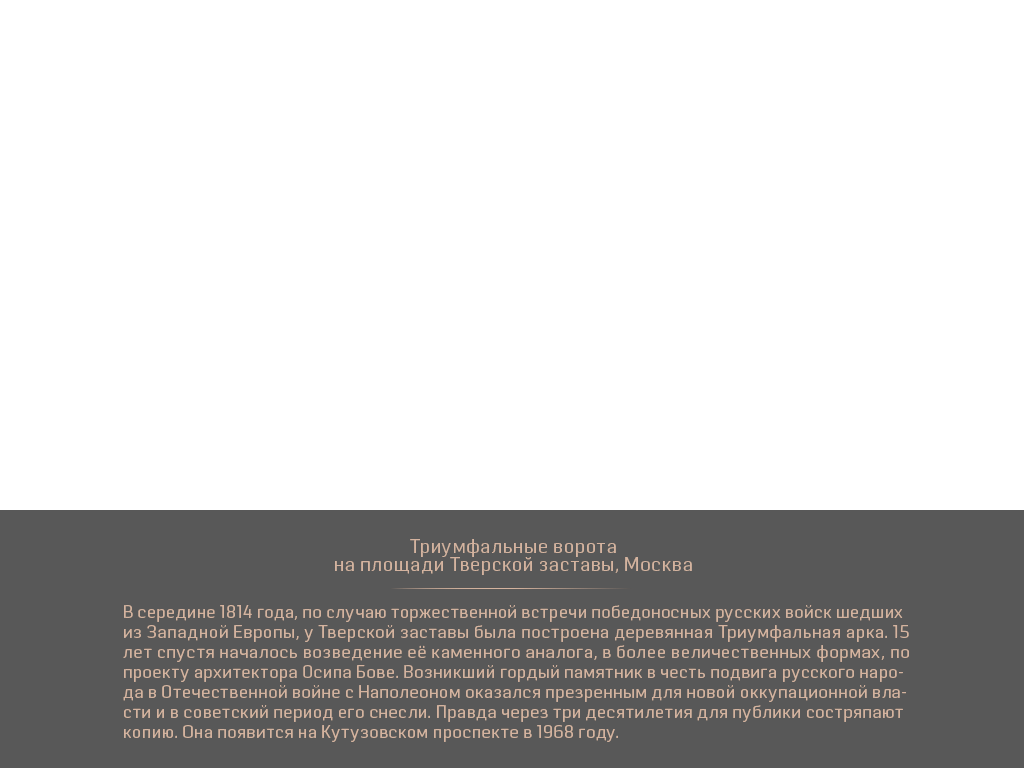 Триумфальные ворота
на площади Тверской заставы, Москва
В середине 1814 года, по случаю торжественной встречи победоносных русских войск шедших
из Западной Европы, у Тверской заставы была построена деревянная Триумфальная арка. 15
лет спустя началось возведение её каменного аналога, в более величественных формах, по
проекту архитектора Осипа Бове. Возникший гордый памятник в честь подвига русского наро-
да в Отечественной войне с Наполеоном оказался презренным для новой оккупационной вла-
сти и в советский период его снесли. Правда через три десятилетия для публики состряпают
копию. Она появится на Кутузовском проспекте в 1968 году.